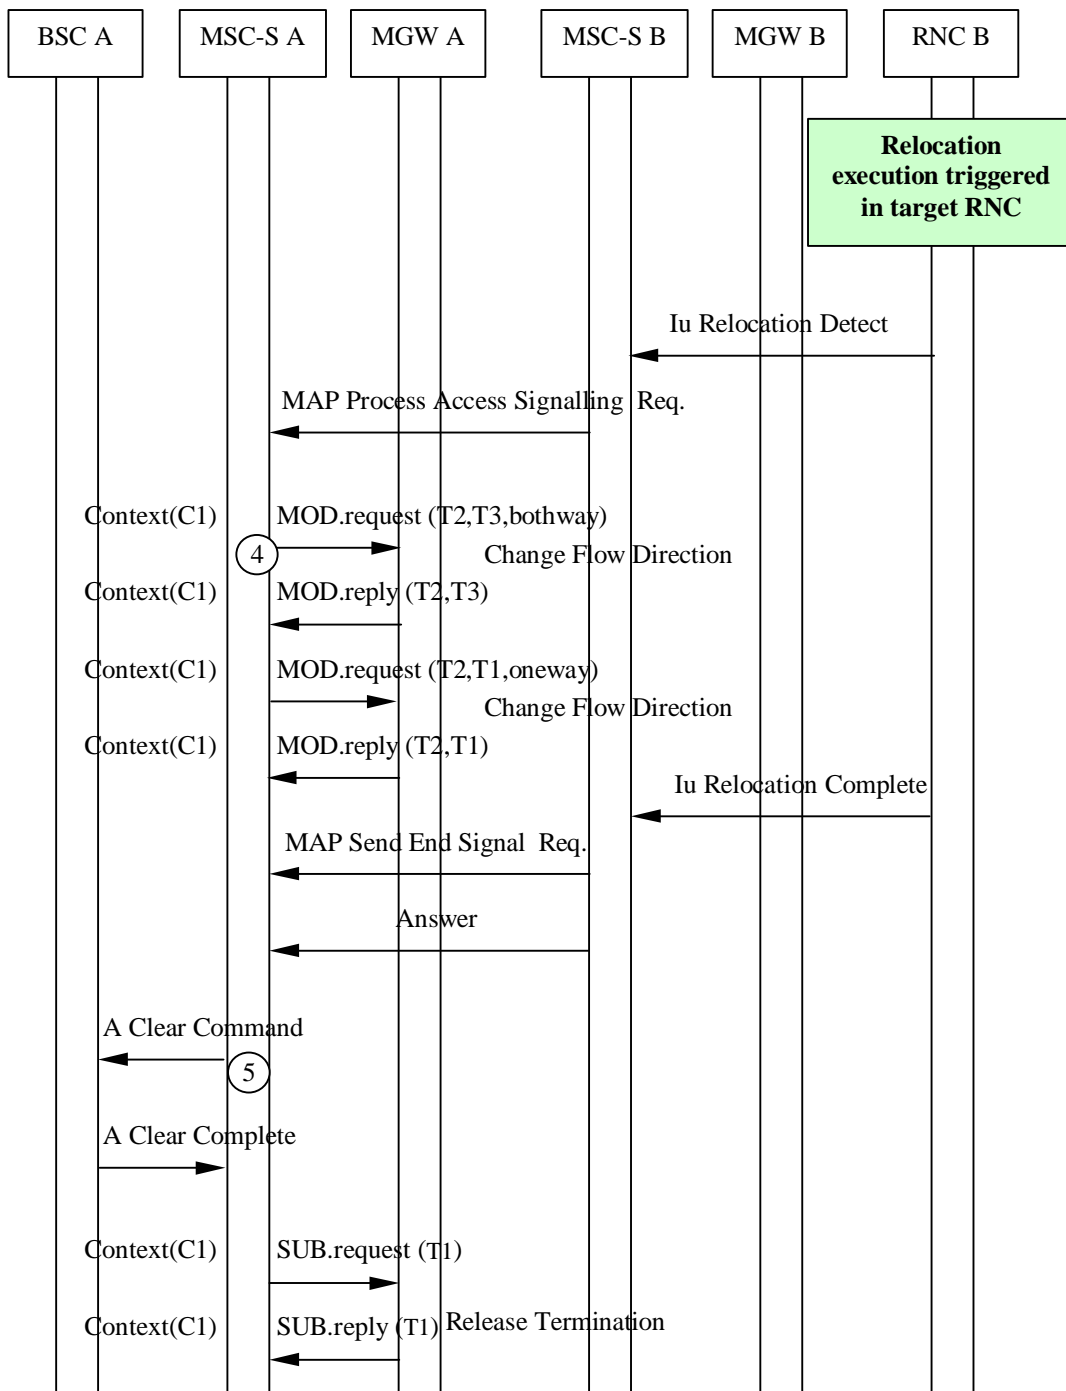 BSC A
MSC-S A
MGW A
MSC-S B
MGW B
RNC B
Relocation
execution triggered
in target RNC
Iu Relocation Detect
MAP Process Access Signalling Req.
Context(C1) MOD.request (T2,T3,bothway)
4
Change Flow Direction
Context(C1) MOD.reply (T2,T3)
Context(C1) MOD.request (T2,T1,oneway)
Change Flow Direction
Context(C1) MOD.reply (T2,T1)
Iu Relocation Complete
MAP Send End Signal Req.
Answer
A Clear Command
5
A Clear Complete
Context(C1) SUB.request (T1)
Context(C1) SUB.reply (T1) Release Termination